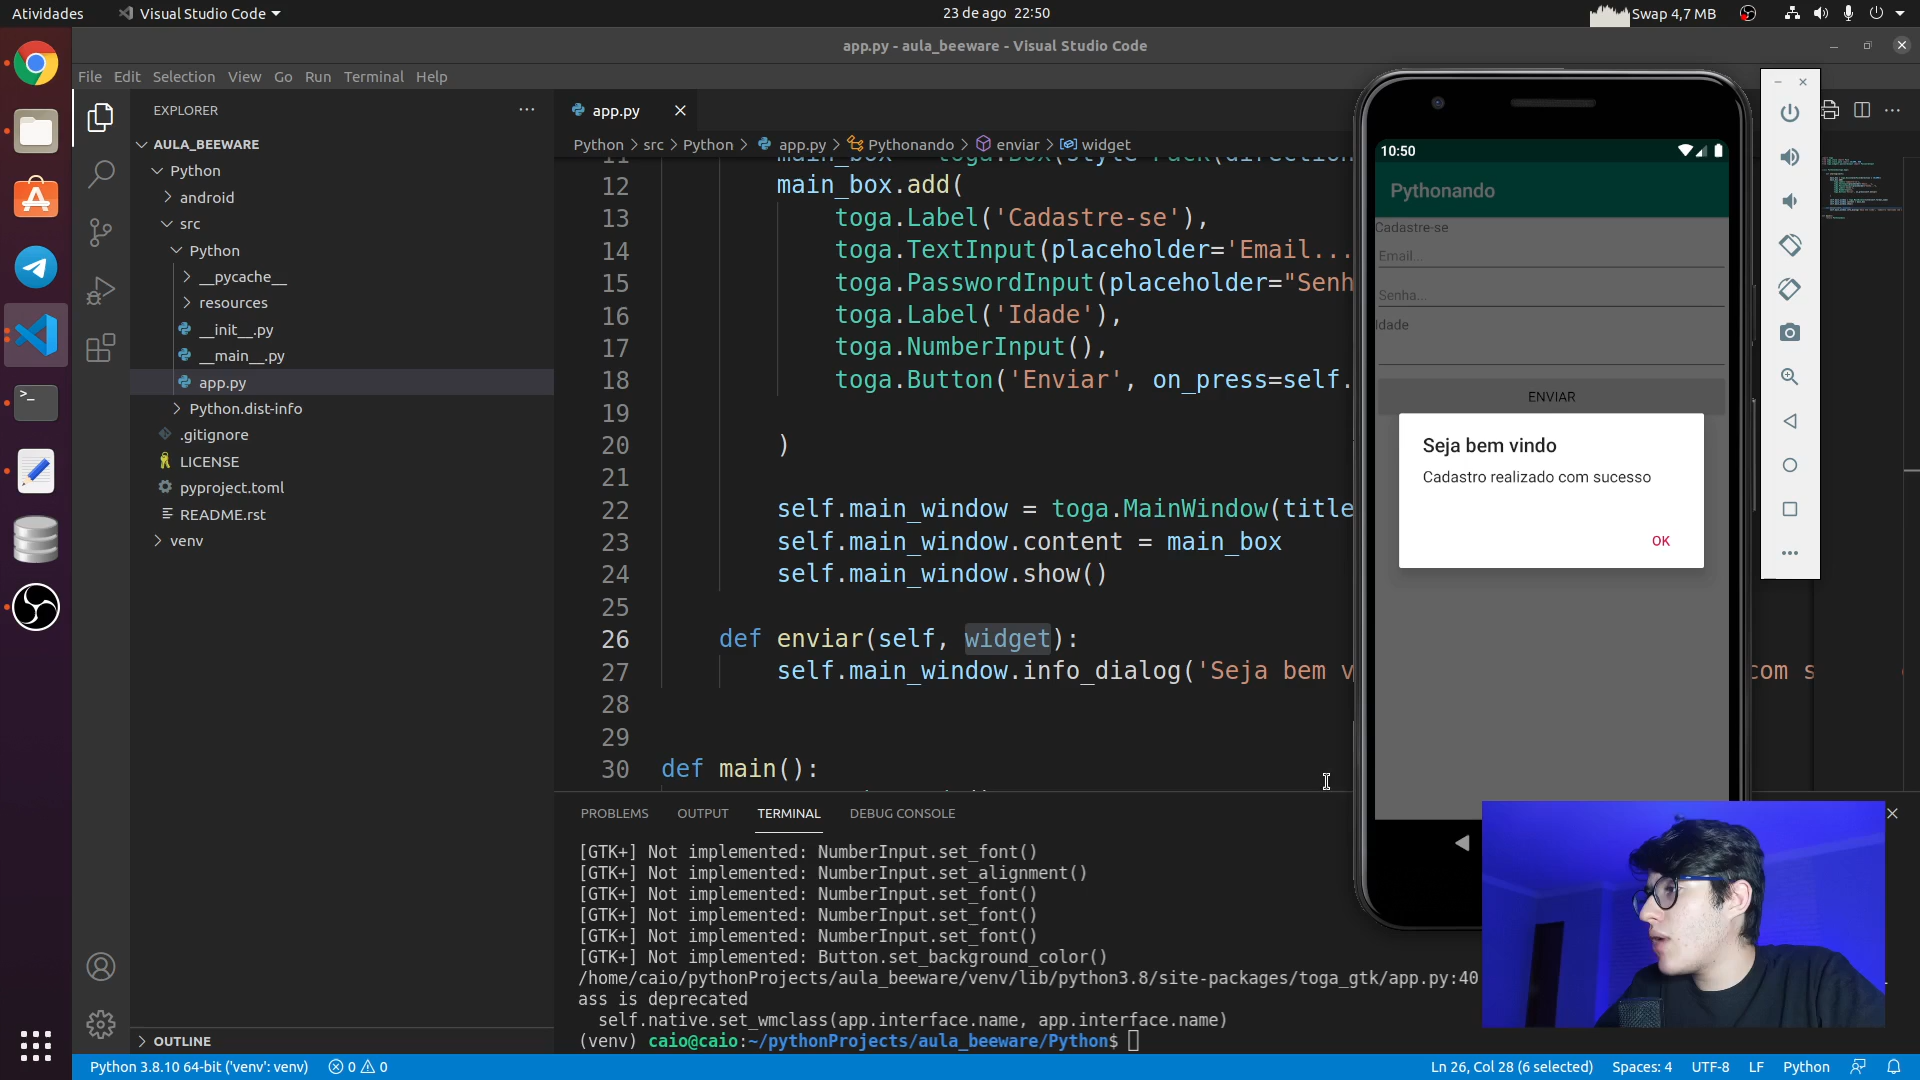 Atividades
Visual Studio Code
23 de ago 22:50
Swap 4,7 MB
app.py - aula_beeware - Visual Studio Code
File Edit Selection View Go Run Terminal Help
EXPLORER
AULA_BEEWARE
Python
android
src
Python
__pycache__
resources
__init__.py
__main__.py
app.py
Python.dist-info
.gitignore
LICENSE
pyproject.toml
README.rst
venv
OUTLINE
app.py
Python > src > Python > app.py > Pythonando > enviar > widget
12 main_box.add(
13 toga.Label('Cadastre-se'),
14 toga.TextInput(placeholder='Email...
15 toga.PasswordInput(placeholder="Senh
16 toga.Label('Idade'),
17 toga.NumberInput(),
18 toga.Button('Enviar', on_press=self.
19
20 )
21
22 self.main_window = toga.MainWindow(title
23 self.main_window.content = main_box
24 self.main_window.show()
25
26 def enviar(self, widget):
27 self.main_window.info_dialog('Seja bem v com s
28
29
30 def main():
PROBLEMS OUTPUT TERMINAL DEBUG CONSOLE
[GTK+] Not implemented: NumberInput.set_font()
[GTK+] Not implemented: NumberInput.set_alignment()
[GTK+] Not implemented: NumberInput.set_font()
[GTK+] Not implemented: NumberInput.set_font()
[GTK+] Not implemented: NumberInput.set_font()
[GTK+] Not implemented: Button.set_background_color()
/home/caio/pythonProjects/aula_beeware/venv/lib/python3.8/site-packages/toga_gtk/app.py:40
ass is deprecated
self.native.set_wmclass(app.interface.name, app.interface.name)
(venv) caio@caio:~/pythonProjects/aula_beeware/Python$
10:50
Pythonando
Cadastre-se
Email...
Senha...
Idade
ENVIAR
Seja bem vindo
Cadastro realizado com sucesso
OK
Python 3.8.10 64-bit ('venv': venv)
0 0
Ln 26, Col 28 (6 selected)
Spaces: 4
UTF-8
LF
Python